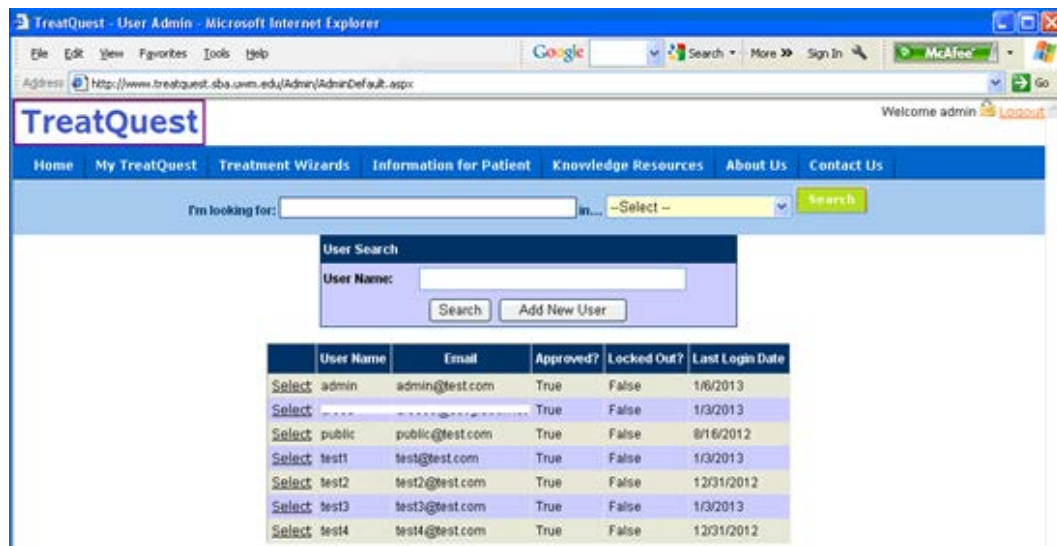 TreatQuest - User Admin - Microsoft Internet Explorer
File Edit View Favorites Tools Help Google Search More » Sign In McAfee
Address http://www.treatquest.sba.uwm.edu/Admin/AdminDefault.aspx Go
TreatQuest Welcome admin Logout
Home My TreatQuest Treatment Wizards Information for Patient Knowledge Resources About Us Contact Us
I'm looking for: in... --Select -- Search
User Search
User Name:
Search Add New User
User Name Email Approved? Locked Out? Last Login Date
Select admin admin@test.com True False 1/6/2013
Select True False 1/3/2013
Select public public@test.com True False 8/16/2012
Select test1 test@test.com True False 1/3/2013
Select test2 test2@test.com True False 12/31/2012
Select test3 test3@test.com True False 1/3/2013
Select test4 test4@test.com True False 12/31/2012